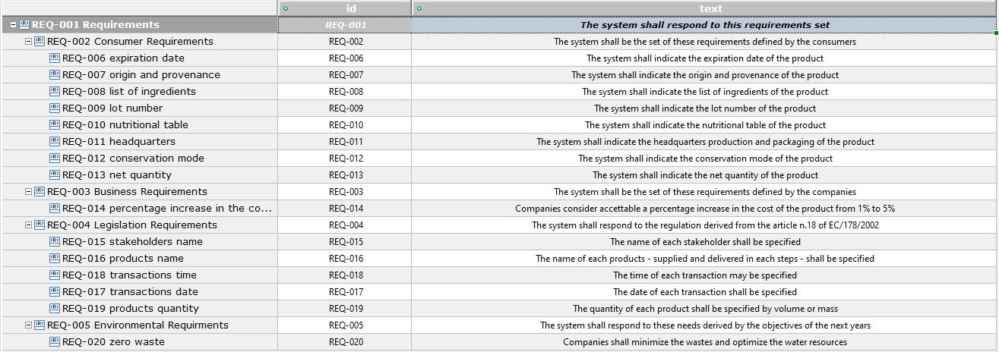 id text
REQ-001 Requirements REQ-001 The system shall respond to this requirements set
REQ-002 Consumer Requirements REQ-002 The system shall be the set of these requirements defined by the consumers
REQ-006 expiration date REQ-006 The system shall indicate the expiration date of the product
REQ-007 origin and provenance REQ-007 The system shall indicate the origin and provenance of the product
REQ-008 list of ingredients REQ-008 The system shall indicate the list of ingredients of the product
REQ-009 lot number REQ-009 The system shall indicate the lot number of the product
REQ-010 nutritional table REQ-010 The system shall indicate the nutritional table of the product
REQ-011 headquarters REQ-011 The system shall indicate the headquarters production and packaging of the product
REQ-012 conservation mode REQ-012 The system shall indicate the conservation mode of the product
REQ-013 net quantity REQ-013 The system shall indicate the net quantity of the product
REQ-003 Business Requirements REQ-003 The system shall be the set of these requirements defined by the companies
REQ-014 percentage increase in the co... REQ-014 Companies consider accettable a percentage increase in the cost of the product from 1% to 5%
REQ-004 Legislation Requirements REQ-004 The system shall respond to the regulation derived from the article n.18 of EC/178/2002
REQ-015 stakeholders name REQ-015 The name of each stakeholder shall be specified
REQ-016 products name REQ-016 The name of each products - supplied and delivered in each steps - shall be specified
REQ-018 transactions time REQ-018 The time of each transaction may be specified
REQ-017 transactions date REQ-017 The date of each transaction shall be specified
REQ-019 products quantity REQ-019 The quantity of each product shall be specified by volume or mass
REQ-005 Environmental Requirments REQ-005 The system shall respond to these needs derived by the objectives of the next years
REQ-020 zero waste REQ-020 Companies shall minimize the wastes and optimize the water resources